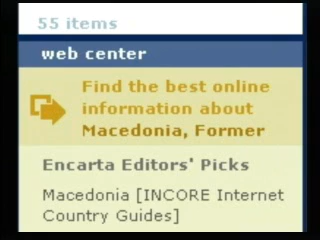 55 items
web center
Find the best online
information about
Macedonia, Former
Encarta Editors' Picks
Macedonia [INCORE Internet
Country Guides]